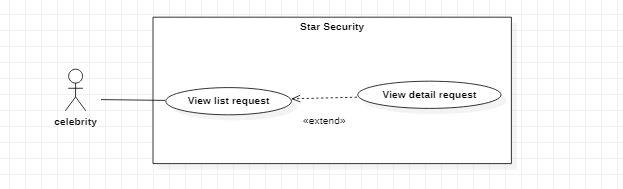 Star Security
View list request
View detail request
«extend»
celebrity